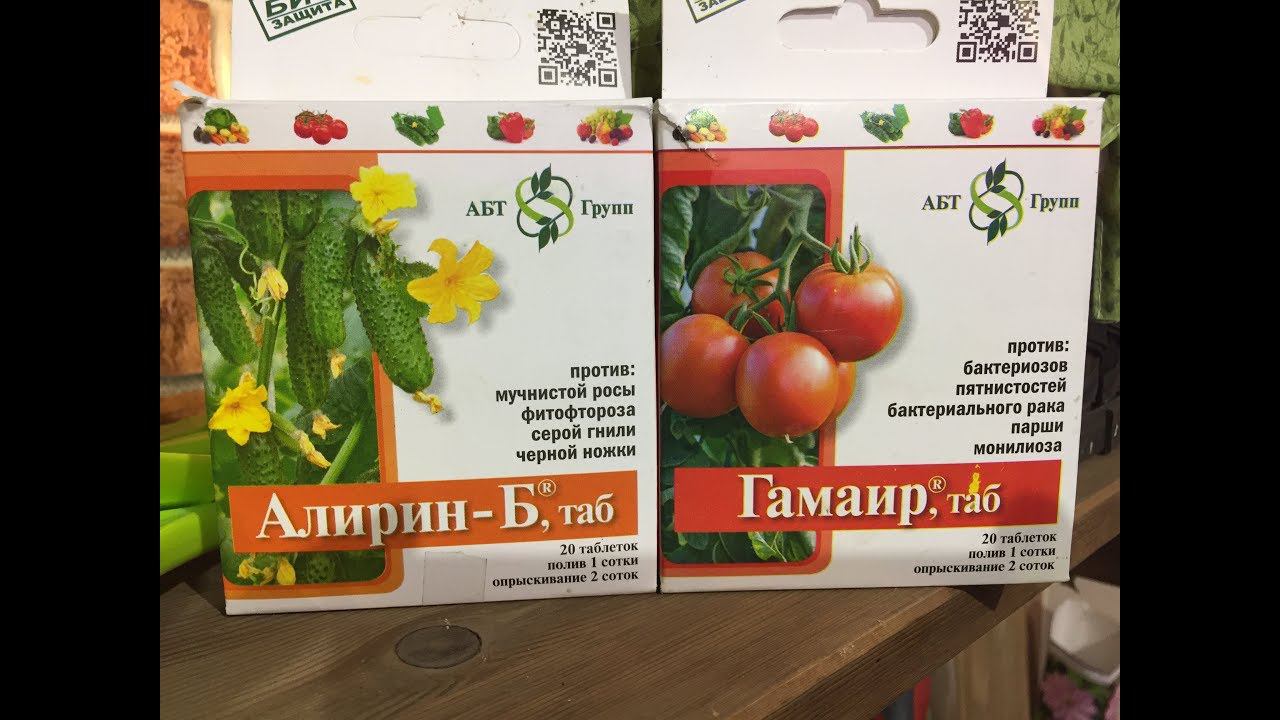 ЗАЩИТА
АБТ Групп
против:
мучнистой росы
фитофтороза
серой гнили
черной ножки
Алирин-Б®, таб
20 таблеток
полив 1 сотки
опрыскивание 2 соток
АБТ Групп
против:
бактериозов
пятнистостей
бактериального рака
парши
монилиоза
Гамаир®, таб
20 таблеток
полив 1 сотки
опрыскивание 2 соток